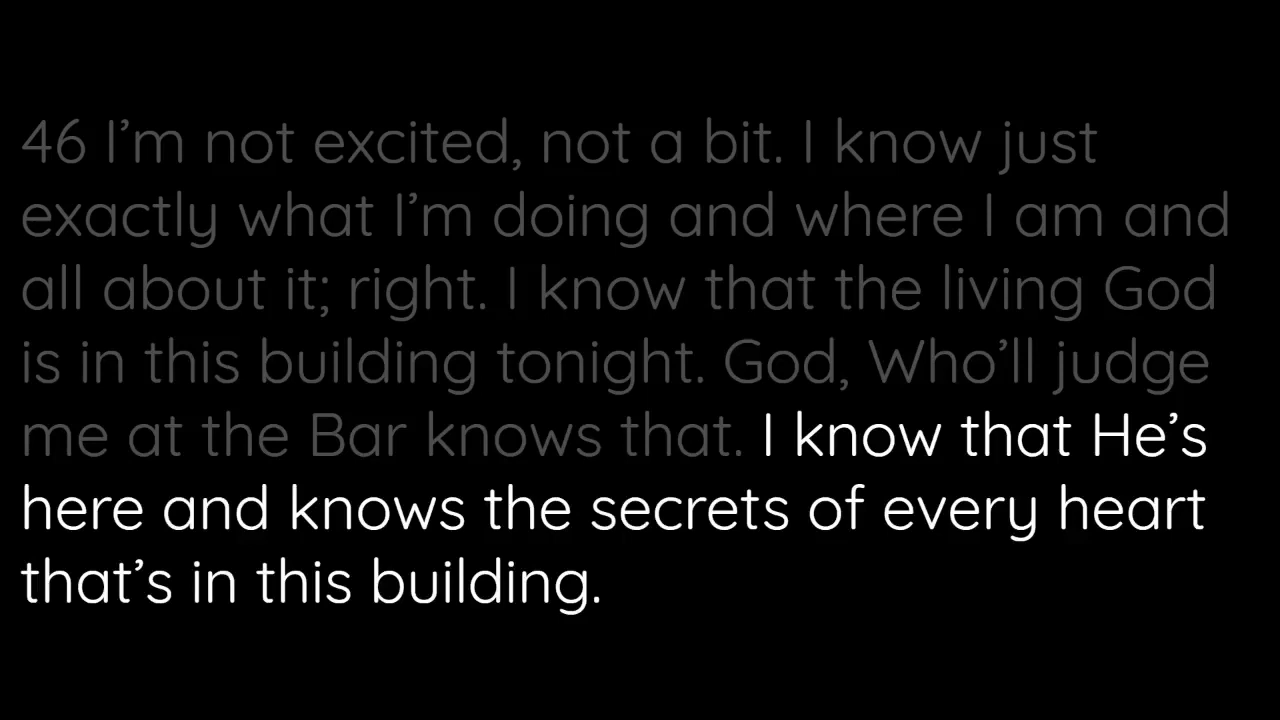 46 I’m not excited, not a bit. I know just
exactly what I’m doing and where I am and
all about it; right. I know that the living God
is in this building tonight. God, Who’ll judge
me at the Bar knows that. I know that He’s
here and knows the secrets of every heart
that’s in this building.